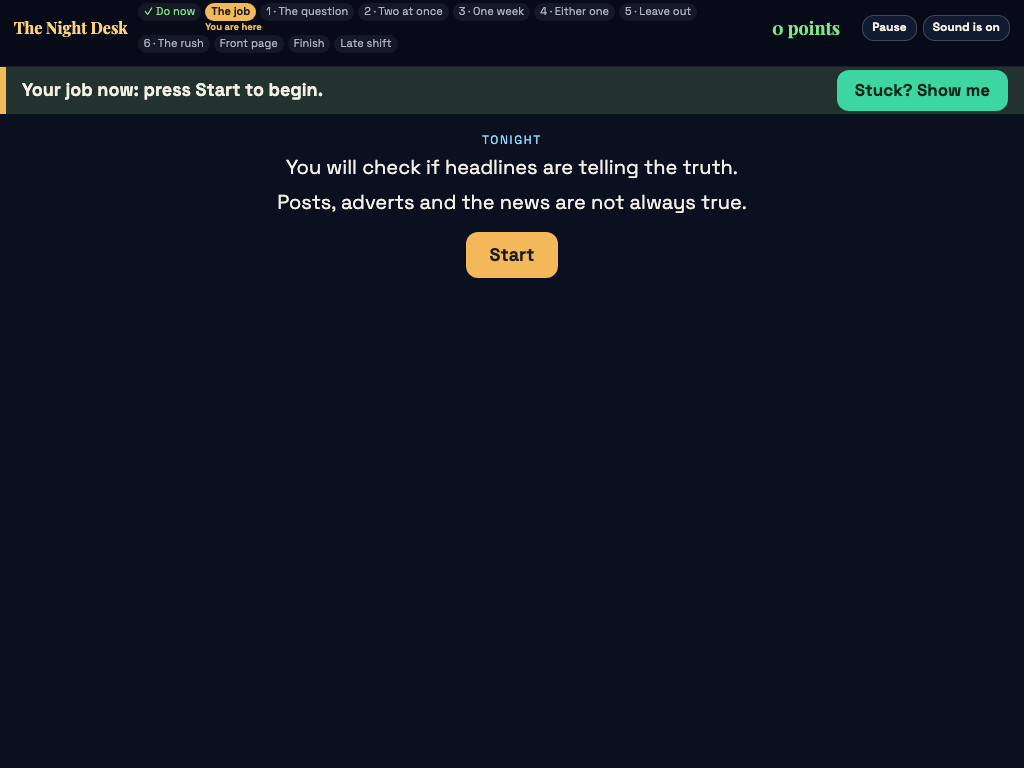 The Night Desk
✓ Do now
The job
You are here
1 · The question
2 · Two at once
3 · One week
4 · Either one
5 · Leave out
6 · The rush
Front page
Finish
Late shift
0 points
Pause
Sound is on
Your job now: press Start to begin.
Stuck? Show me
TONIGHT
You will check if headlines are telling the truth.
Posts, adverts and the news are not always true.
Start